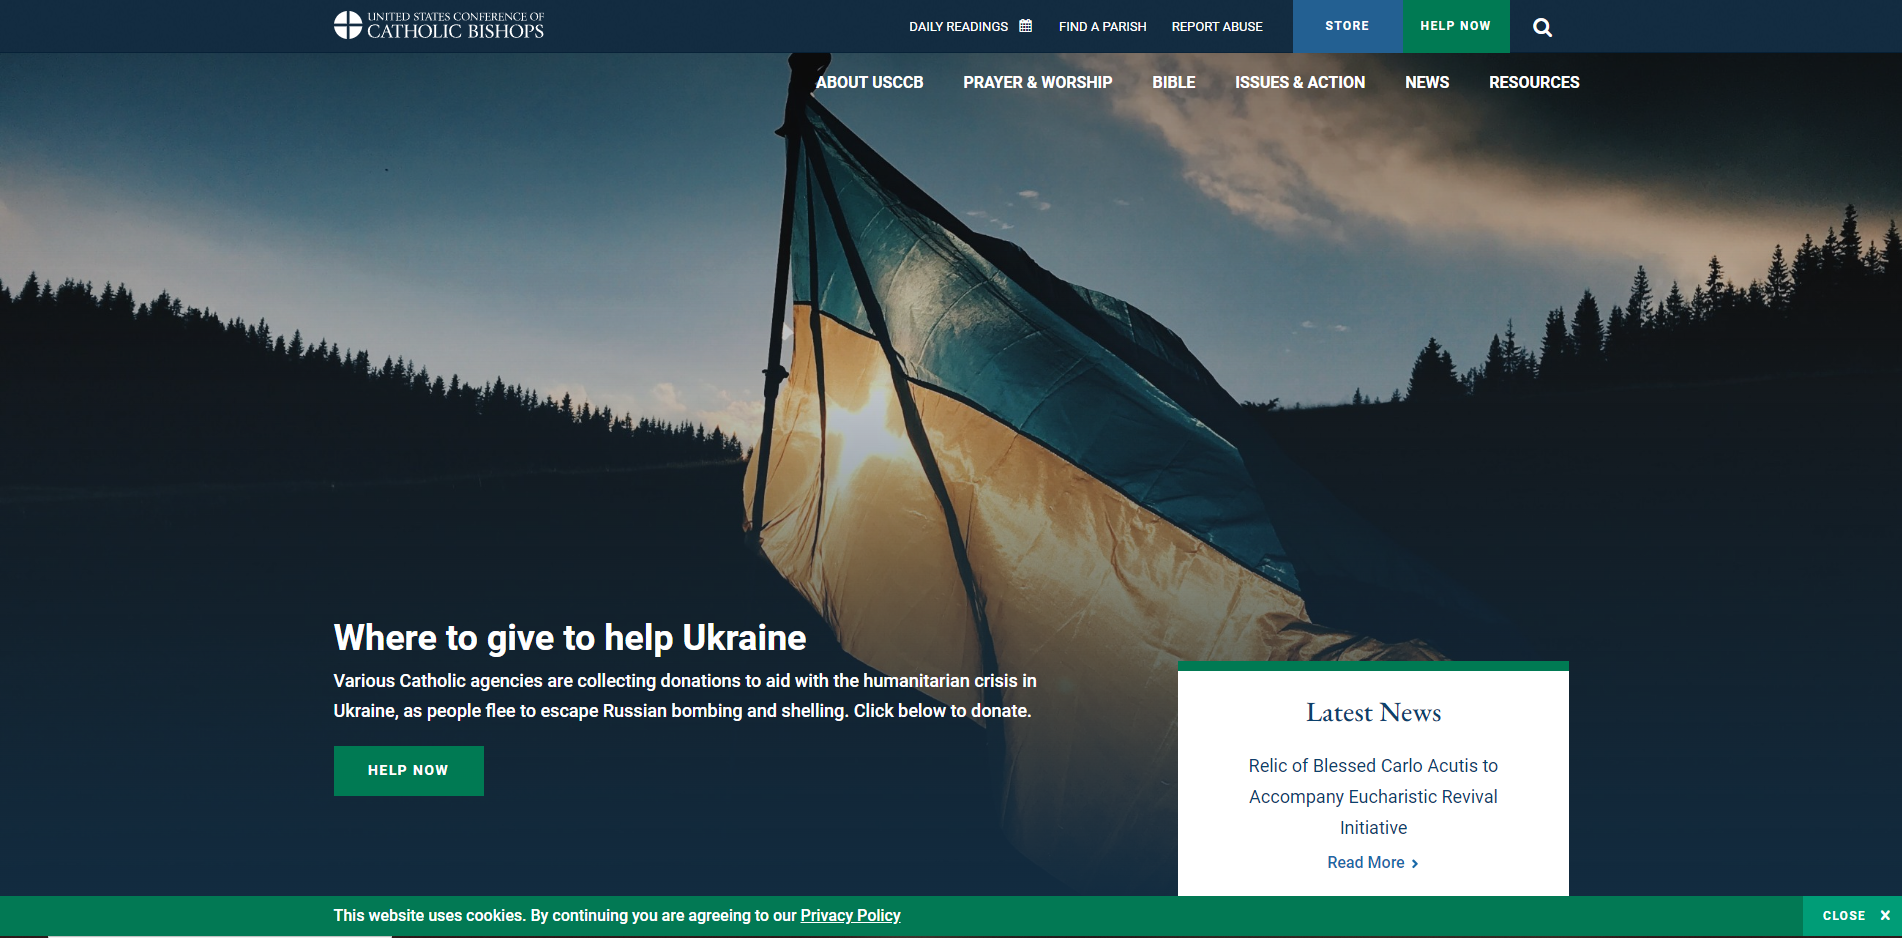 UNITED STATES CONFERENCE OF
CATHOLIC BISHOPS
DAILY READINGS
FIND A PARISH
REPORT ABUSE
STORE
HELP NOW
ABOUT USCCB
PRAYER & WORSHIP
BIBLE
ISSUES & ACTION
NEWS
RESOURCES
Where to give to help Ukraine
Various Catholic agencies are collecting donations to aid with the humanitarian crisis in
Ukraine, as people flee to escape Russian bombing and shelling. Click below to donate.
HELP NOW
Latest News
Relic of Blessed Carlo Acutis to
Accompany Eucharistic Revival
Initiative
Read More
This website uses cookies. By continuing you are agreeing to our Privacy Policy
CLOSE X